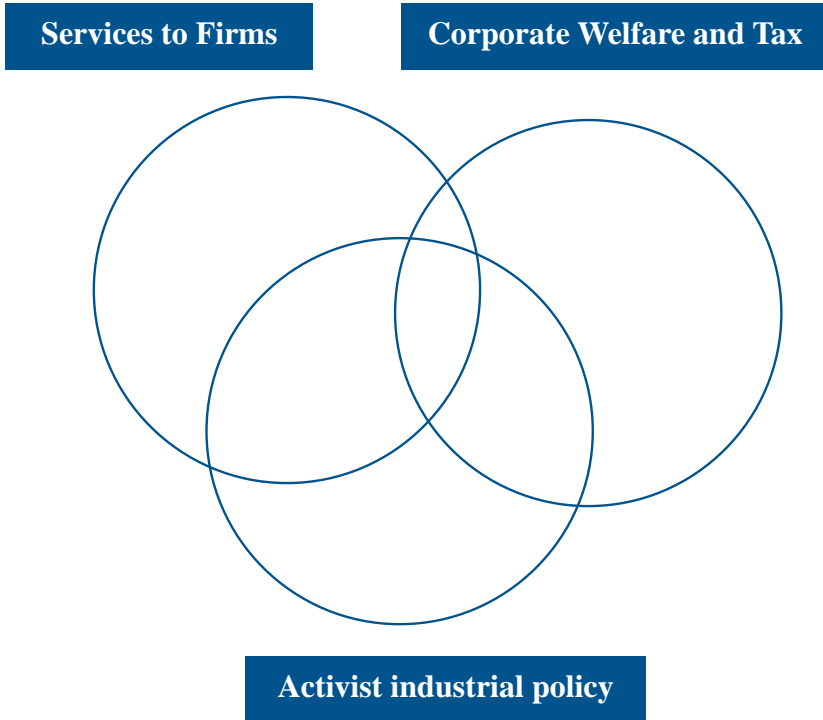 Services to Firms
Corporate Welfare and Tax
Activist industrial policy